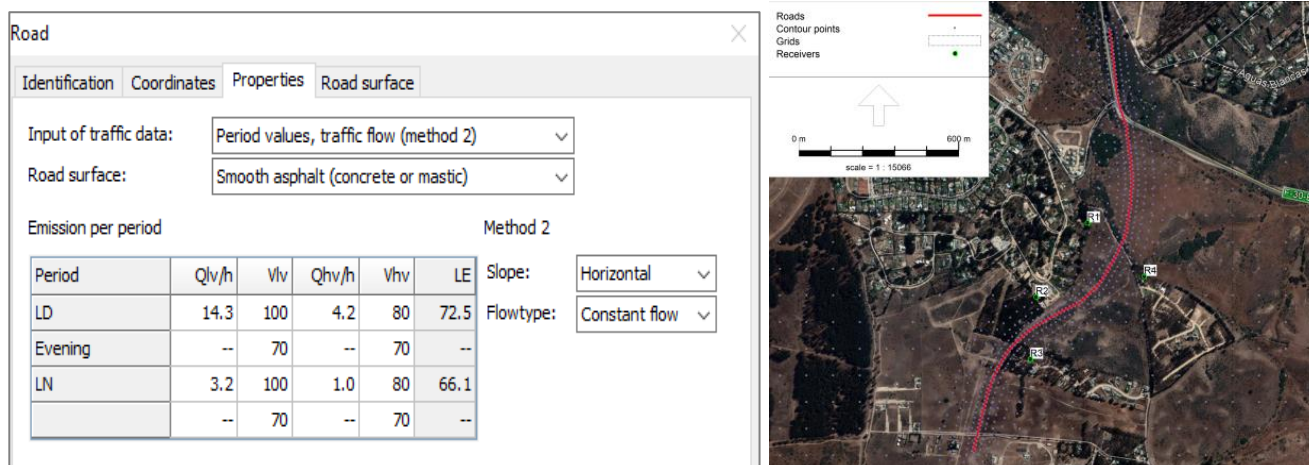 Road
Identification Coordinates Properties Road surface
Input of traffic data: Period values, traffic flow (method 2)
Road surface: Smooth asphalt (concrete or mastic)
Emission per period Method 2
Period Qlv/h Vlv Qhv/h Vhv LE
Slope: Horizontal
LD 14.3 100 4.2 80 72.5
Flowtype: Constant flow
Evening -- 70 -- 70 --
LN 3.2 100 1.0 80 66.1
-- 70 -- 70 --
Roads
Contour points
Grids
Receivers
0 m 600 m
scale = 1 : 15066
Aguas Blancas
R1
R4
R2
R3